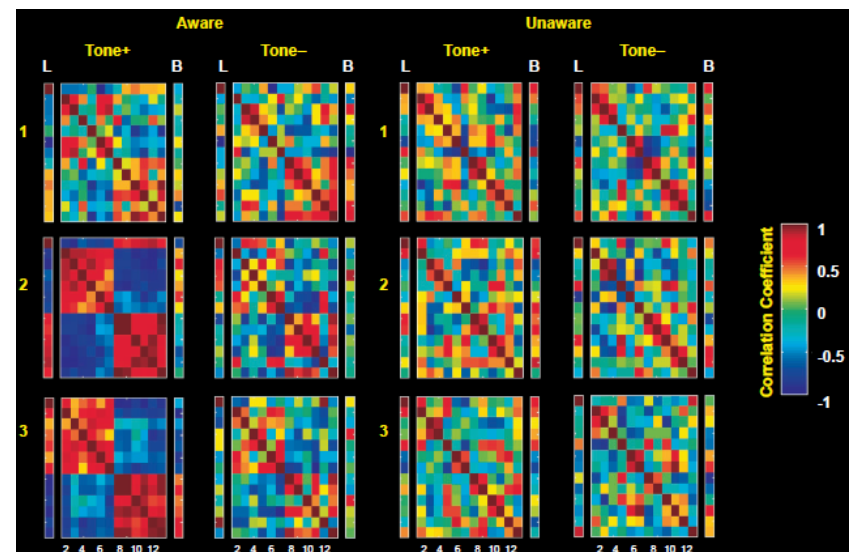 Aware Unaware
Tone+ Tone– Tone+ Tone–
L B L B L B L B
1 1
2 2
3 3
2 4 6 8 10 12 2 4 6 8 10 12 2 4 6 8 10 12 2 4 6 8 10 12
Correlation Coefficient
1
0.5
0
-0.5
-1